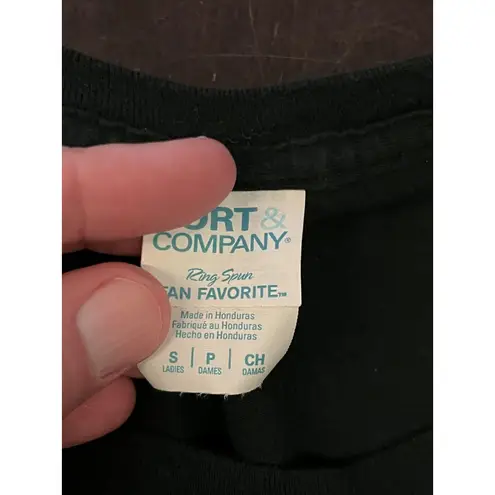 ORT &
COMPANY®
Ring Spun
FAN FAVORITE™
Made in Honduras
Fabriqué au Honduras
Hecho en Honduras
S | P | CH
LADIES DAMES DAMAS